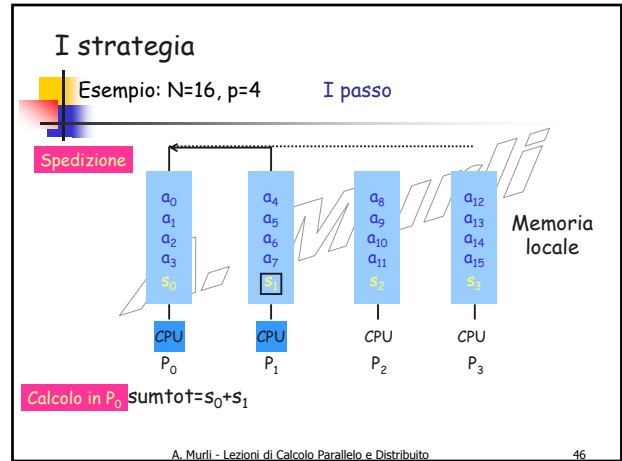 I strategia
Esempio: N=16, p=4 I passo
Spedizione
a0 a4 a8 a12
a1 a5 a9 a13
a2 a6 a10 a14
a3 a7 a11 a15
s0 s1 s2 s3
Memoria
locale
CPU CPU CPU CPU
P0 P1 P2 P3
Calcolo in P0 sumtot=s0+s1
A. Murli
A. Murli - Lezioni di Calcolo Parallelo e Distribuito 46